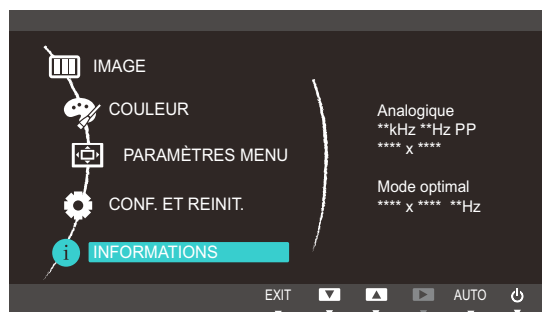 IMAGE
COULEUR
PARAMÈTRES MENU
CONF. ET REINIT.
i INFORMATIONS
Analogique
**kHz **Hz PP
**** x ****
Mode optimal
**** x **** **Hz
EXIT AUTO